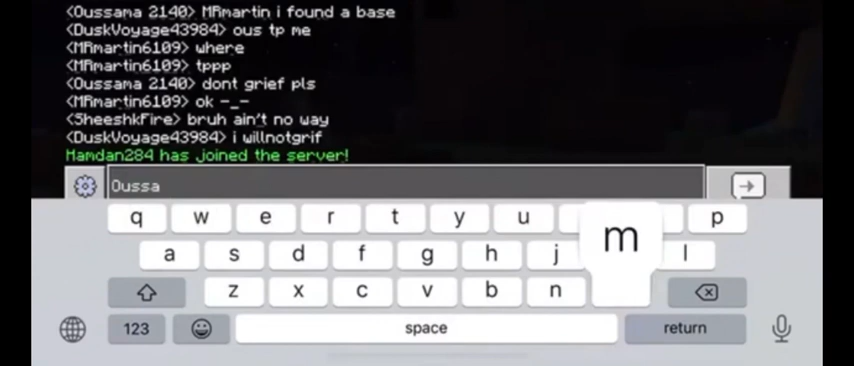 <Oussama 2140> MRmartin i found a base
<DuskVoyage43984> ous tp me
<MRmartin6109> where
<MRmartin6109> tppp
<Oussama 2140> dont grief pls
<MRmartin6109> ok -_-
<SheeshkFire> bruh ain't no way
<DuskVoyage43984> i willnotgrif
Hamdan284 has joined the server!
Oussa
q w e r t y u p
a s d f g h j m l
z x c v b n
123 space return